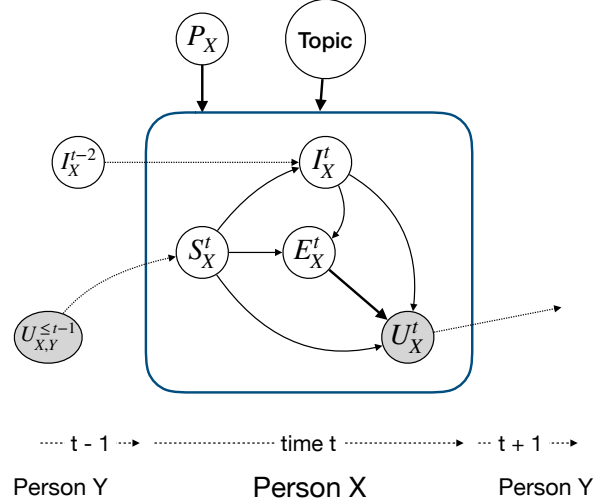 P_X
Topic
I_X^{t-2}
I_X^t
S_X^t
E_X^t
U_{X,Y}^{≤t-1}
U_X^t
t - 1
time t
t + 1
Person Y
Person X
Person Y